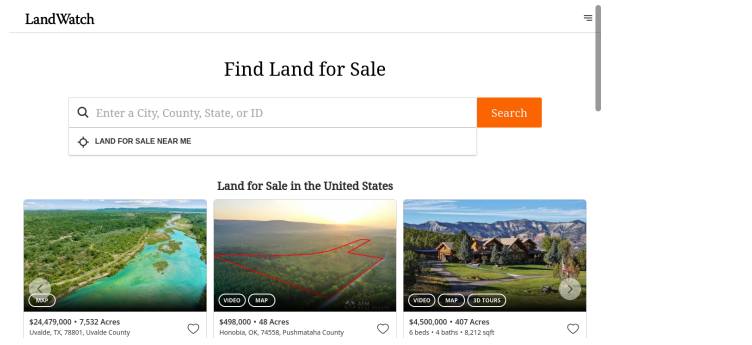 LandWatch
Find Land for Sale
Enter a City, County, State, or ID
Search
LAND FOR SALE NEAR ME
Land for Sale in the United States
MAP
VIDEO MAP
VIDEO MAP 3D TOURS
$24,479,000 • 7,532 Acres
Uvalde, TX, 78801, Uvalde County
$498,000 • 48 Acres
Honobia, OK, 74558, Pushmataha County
$4,500,000 • 407 Acres
6 beds • 4 baths • 8,212 sqft